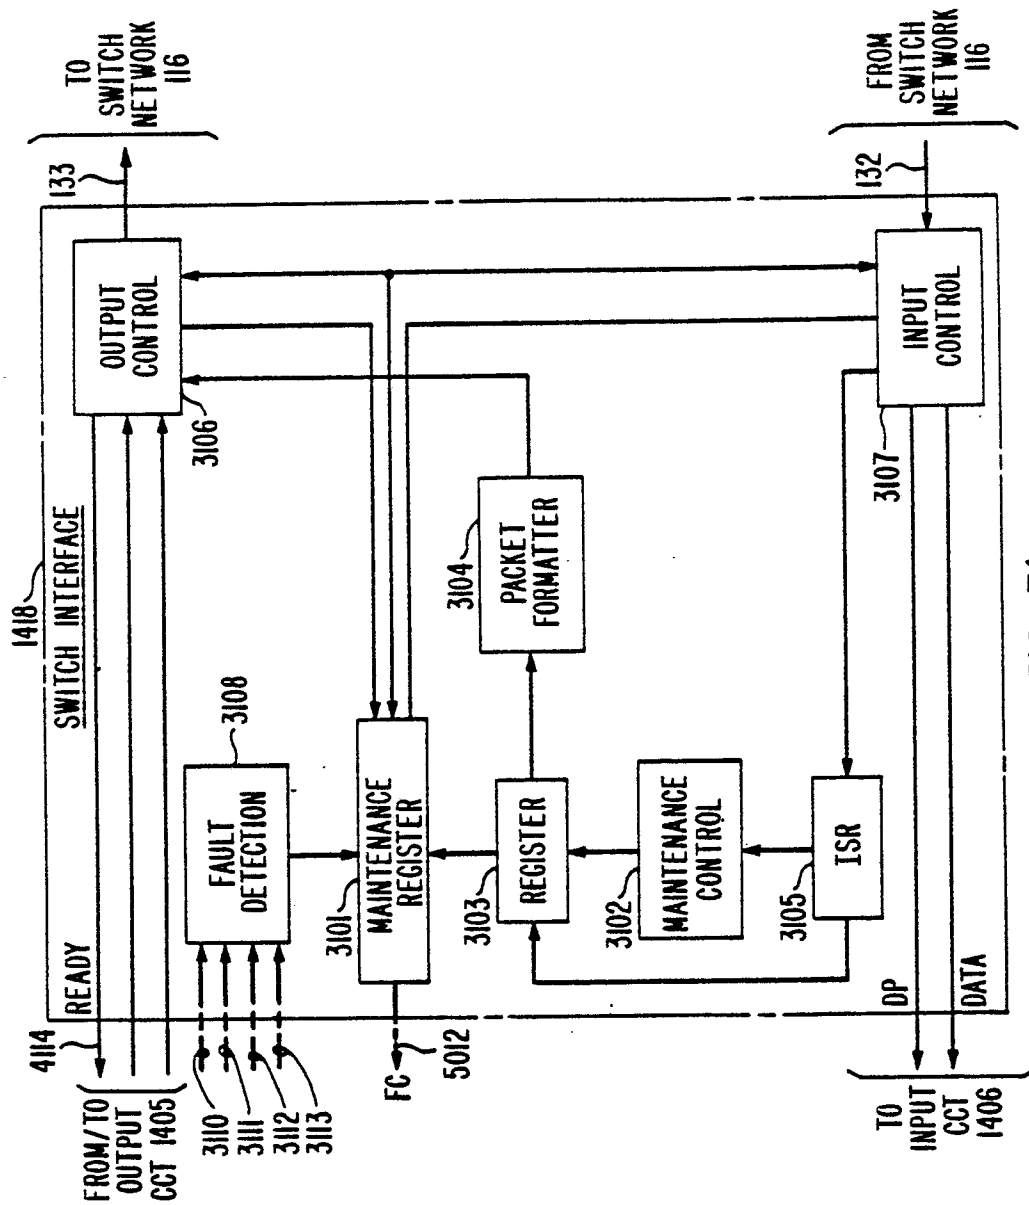 1418
SWITCH INTERFACE
4114
READY
FROM/TO
OUTPUT
CCT 1405
3110
3111
3112
3113
FAULT
DETECTION
3108
OUTPUT
CONTROL
3106
133
TO
SWITCH
NETWORK
116
MAINTENANCE
REGISTER
3101
FC
5012
REGISTER
3103
PACKET
FORMATTER
3104
MAINTENANCE
CONTROL
3102
ISR
3105
INPUT
CONTROL
3107
132
FROM
SWITCH
NETWORK
116
DP
DATA
TO
INPUT
CCT
1406